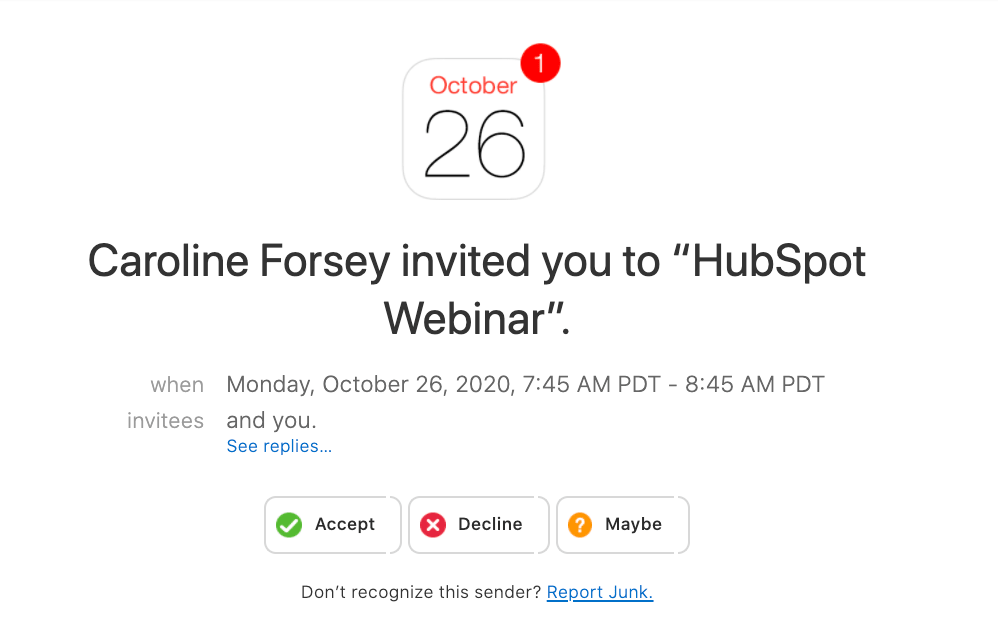 1
October
26
Caroline Forsey invited you to “HubSpot
Webinar”.
when Monday, October 26, 2020, 7:45 AM PDT - 8:45 AM PDT
invitees and you.
See replies...
Accept Decline ? Maybe
Don’t recognize this sender? Report Junk.